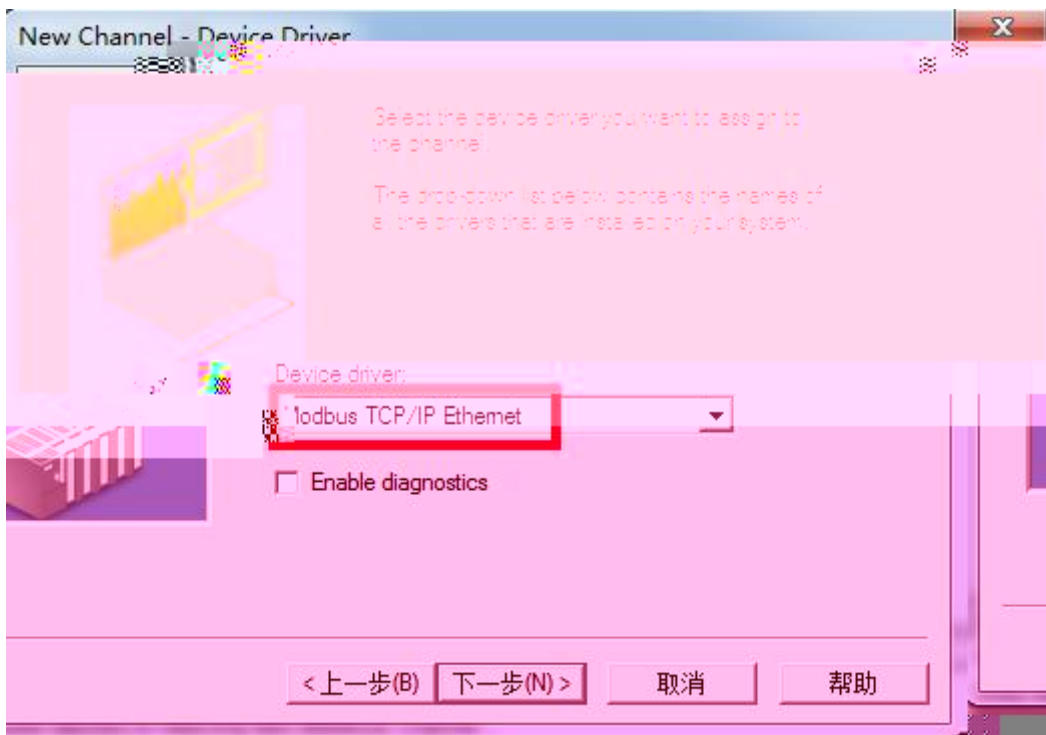 New Channel - Device Driver
Select the device driver you want to assign to
the channel.
The drop-down list below contains the names of
all the drivers that are installed on your system.
Device driver:
Modbus TCP/IP Ethernet
Enable diagnostics
<上一步(B)
下一步(N)>
取消
帮助